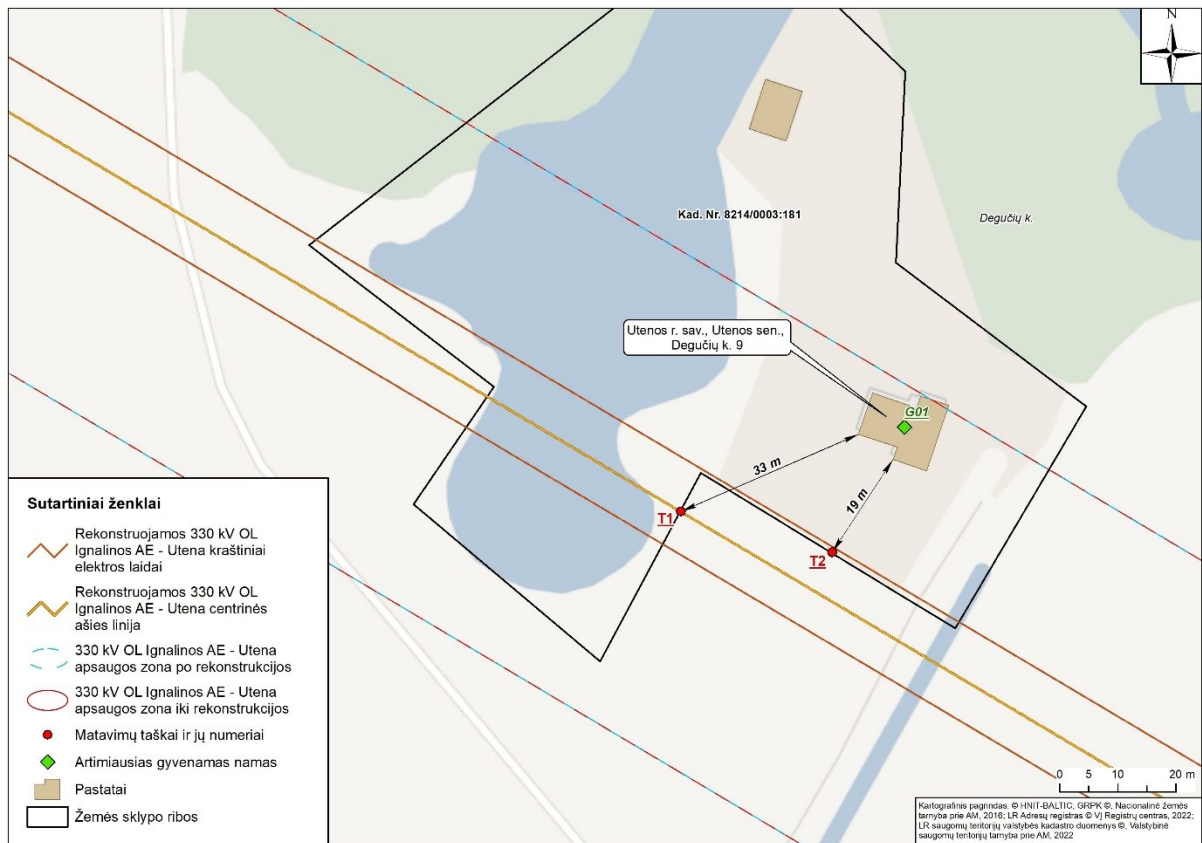 N
Kad. Nr. 8214/0003:181
Degučių k.
Utenos r. sav., Utenos sen.,
Degučių k. 9
G01
33 m
19 m
T1
T2
Sutartiniai ženklai
Rekonstruojamos 330 kV OL
Ignalinos AE - Utena kraštiniai
elektros laidai
Rekonstruojamos 330 kV OL
Ignalinos AE - Utena centrinės
ašies linija
330 kV OL Ignalinos AE - Utena
apsaugos zona po rekonstrukcijos
330 kV OL Ignalinos AE - Utena
apsaugos zona iki rekonstrukcijos
Matavimų taškai ir jų numeriai
Artimiausias gyvenamas namas
Pastatai
Žemės sklypo ribos
0 5 10 20 m
Kartografinis pagrindas: © HNIT-BALTIC; GRPK ©, Nacionalinė žemės
tarnyba prie AM, 2016; LR Adresų registras © VĮ Registrų centras, 2022;
LR saugomų teritorijų valstybės kadastro duomenys ©, Valstybinė
saugomų teritorijų tarnyba prie AM, 2022